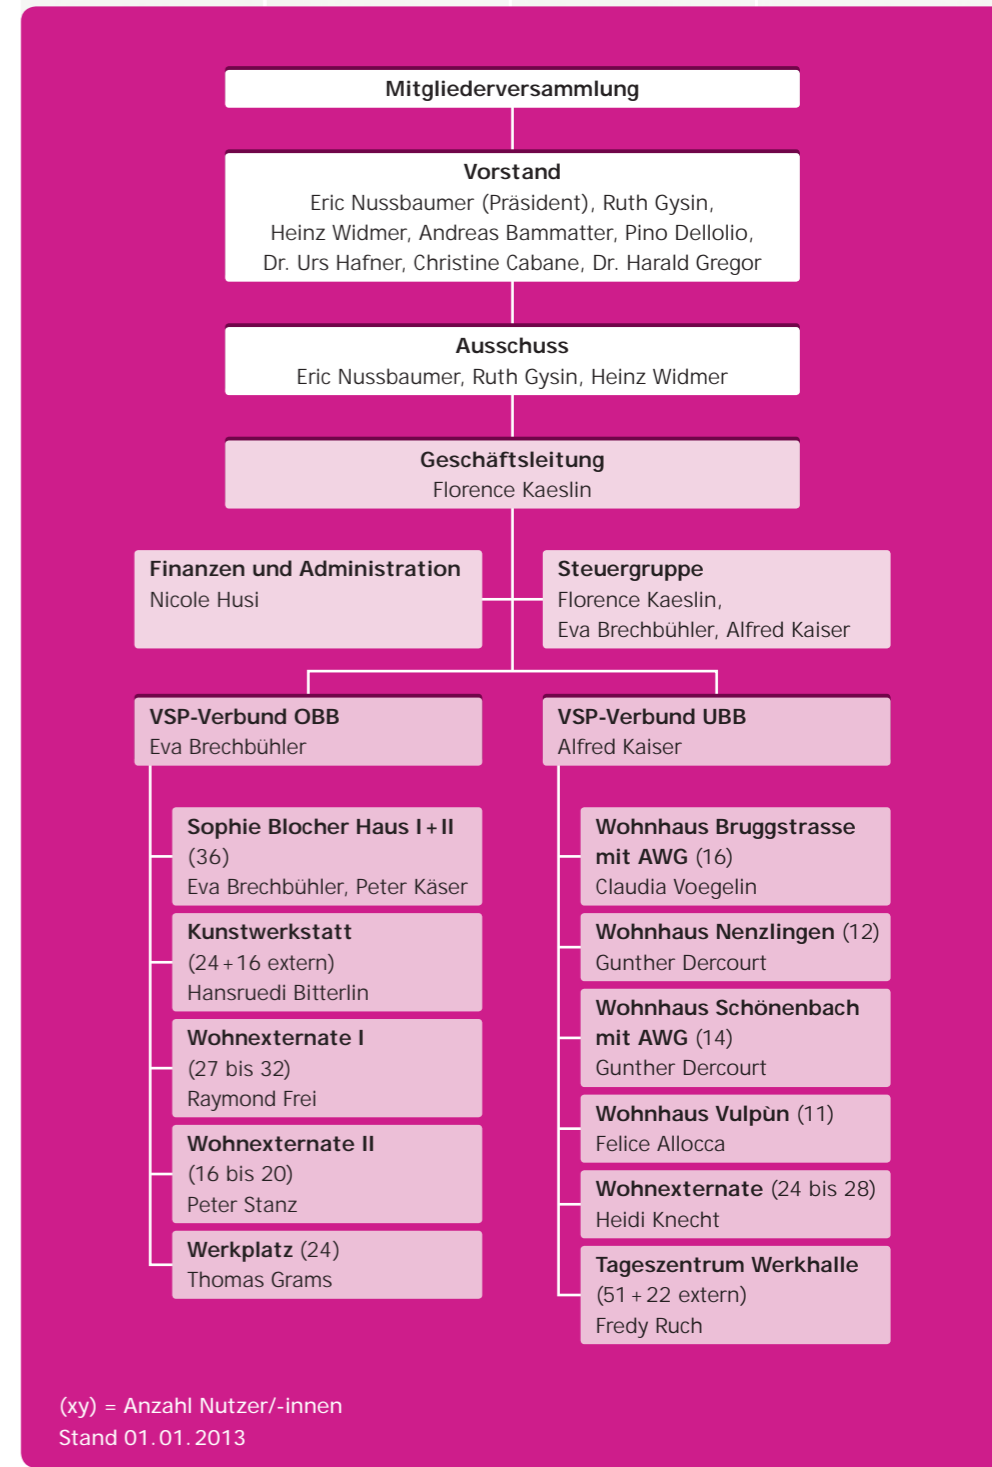 Mitgliederversammlung
Vorstand
Eric Nussbaumer (Präsident), Ruth Gysin,
Heinz Widmer, Andreas Bammatter, Pino Dellolio,
Dr. Urs Hafner, Christine Cabane, Dr. Harald Gregor
Ausschuss
Eric Nussbaumer, Ruth Gysin, Heinz Widmer
Geschäftsleitung
Florence Kaeslin
Finanzen und Administration
Nicole Husi
Steuergruppe
Florence Kaeslin,
Eva Brechbühler, Alfred Kaiser
VSP-Verbund OBB
Eva Brechbühler
Sophie Blocher Haus I+II
(36)
Eva Brechbühler, Peter Käser
Kunstwerkstatt
(24+16 extern)
Hansruedi Bitterlin
Wohnexternate I
(27 bis 32)
Raymond Frei
Wohnexternate II
(16 bis 20)
Peter Stanz
Werkplatz (24)
Thomas Grams
VSP-Verbund UBB
Alfred Kaiser
Wohnhaus Bruggstrasse
mit AWG (16)
Claudia Voegelin
Wohnhaus Nenzlingen (12)
Gunther Dercourt
Wohnhaus Schönenbach
mit AWG (14)
Gunther Dercourt
Wohnhaus Vulpùn (11)
Felice Allocca
Wohnexternate (24 bis 28)
Heidi Knecht
Tageszentrum Werkhalle
(51+22 extern)
Fredy Ruch
(xy) = Anzahl Nutzer/-innen
Stand 01.01.2013